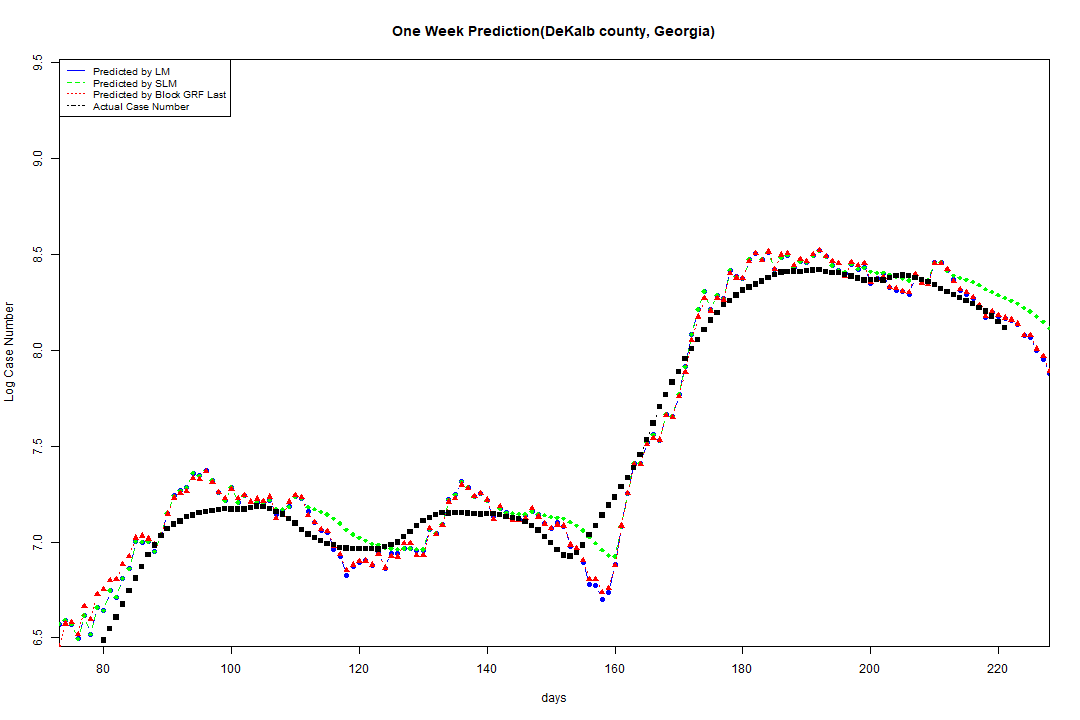 One Week Prediction(DeKalb county, Georgia)
Predicted by LM
Predicted by SLM
Predicted by Block GRF Last
Actual Case Number
9.5
9.0
8.5
8.0
7.5
7.0
6.5
Log Case Number
80 100 120 140 160 180 200 220
days